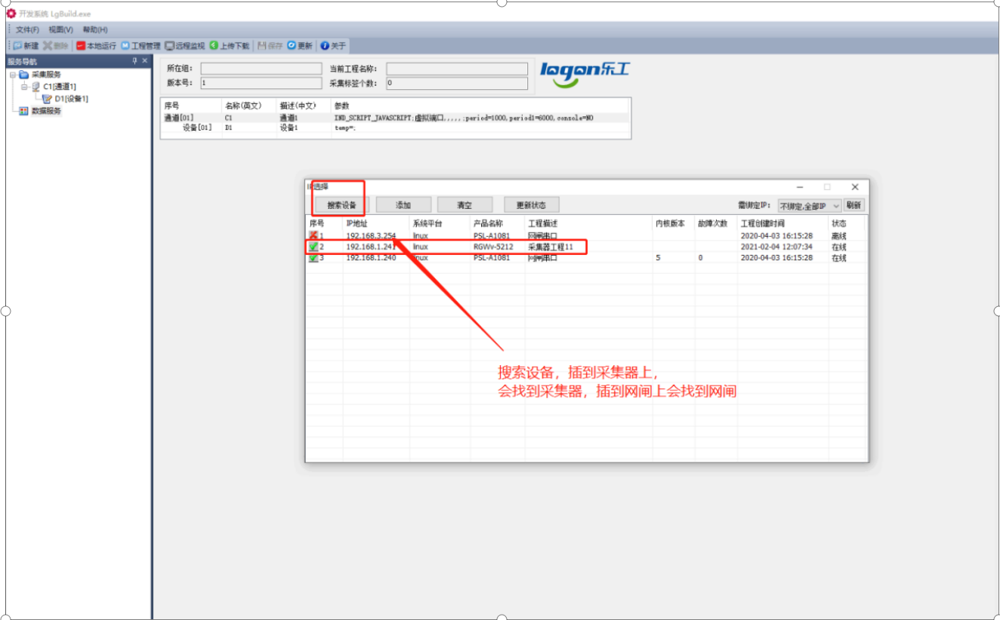 开发系统 LgBuild.exe
文件(F) 视图(V) 帮助(H)
新建 删除 本地运行 工程管理 远程监视 上传下载 保存 更新 关于
服务导航
采集服务
C1[通道1]
D1[设备1]
数据服务
所在组: 当前工程名称:
版本号: 1 采集标签个数: 0
logon乐工
序号 名称(英文) 描述(中文) 参数
通道[01] C1 通道1 IND_SCRIPT_JAVASCRIPT;虚拟端口,,,,,;period=1000,period1=6000,console=NO
设备[01] D1 设备1 temp=;
IP选择
搜索设备 添加 清空 更新状态 需绑定IP: 不绑定,全部IP 刷新
序号 IP地址 系统平台 产品名称 工程描述 内核版本 故障次数 工程创建时间 状态
1 192.168.3.254 linux PSL-A1081 网闸串口 2020-04-03 16:15:28 离线
2 192.168.1.241 linux RGWv-5212 采集器工程11 2021-02-04 12:07:34 在线
3 192.168.1.240 linux PSL-A1081 网闸串口 5 0 2020-04-03 16:15:28 在线
搜索设备，插到采集器上，
会找到采集器，插到网闸上会找到网闸